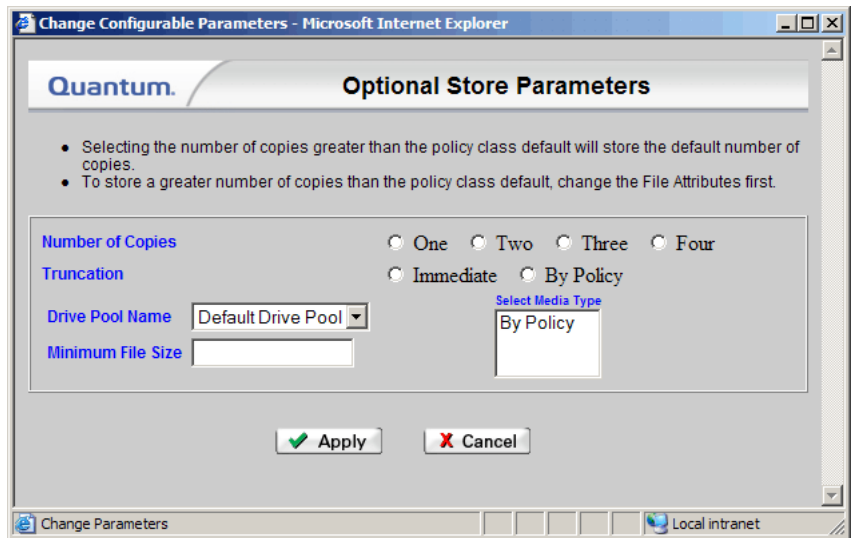 Change Configurable Parameters - Microsoft Internet Explorer
Quantum.
Optional Store Parameters
Selecting the number of copies greater than the policy class default will store the default number of
copies.
To store a greater number of copies than the policy class default, change the File Attributes first.
Number of Copies One Two Three Four
Truncation Immediate By Policy
Select Media Type
Drive Pool Name Default Drive Pool By Policy
Minimum File Size
Apply Cancel
Change Parameters Local intranet